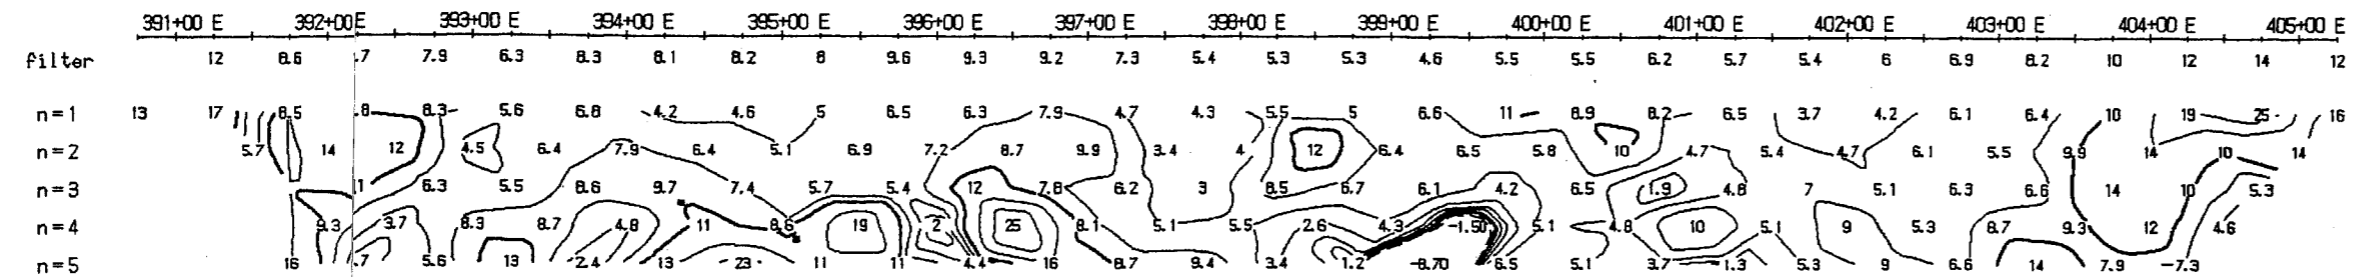 391+00 E 392+00 E 393+00 E 394+00 E 395+00 E 396+00 E 397+00 E 398+00 E 399+00 E 400+00 E 401+00 E 402+00 E 403+00 E 404+00 E 405+00 E
filter 12 8.6 .7 7.9 6.3 8.3 8.1 8.2 8 9.6 9.3 9.2 7.3 5.4 5.3 5.3 4.6 5.5 5.5 6.2 5.7 5.4 6 6.9 8.2 10 12 14 12
n=1 13 17 8.5 .8 8.3 5.6 6.8 4.2 4.6 5 6.5 6.3 7.9 4.7 4.3 5.5 5 6.6 11 8.9 8.2 6.5 3.7 4.2 6.1 6.4 10 19 25 16
n=2 5.7 14 12 4.5 6.4 7.9 6.4 5.1 6.9 7.2 8.7 9.9 3.4 4 12 6.4 6.5 5.8 10 4.7 5.4 4.7 6.1 5.5 9.9 14 10 14
n=3 1 6.3 5.5 8.6 9.7 7.4 5.7 5.4 12 7.8 6.2 3 8.5 6.7 6.1 4.2 6.5 1.9 4.8 7 5.1 6.3 6.6 14 10 5.3
n=4 9.3 3.7 8.3 8.7 4.8 11 8.6 19 2 25 8.1 5.1 5.5 2.6 4.3 -1.50 5.1 4.8 10 5.1 9 5.3 8.7 9.3 12 4.6
n=5 16 .7 5.6 13 2.4 13 23 11 11 4.4 16 8.7 9.4 3.4 1.2 -8.70 6.5 5.1 3.7 1.3 5.3 9 6.6 14 7.9 7.3